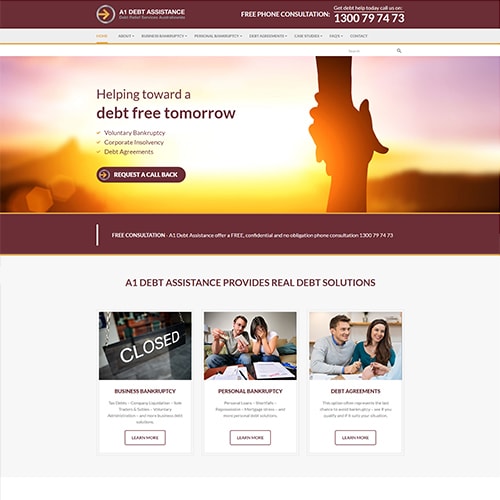 A1 DEBT ASSISTANCE
Debt Relief Services Australiawide
FREE PHONE CONSULTATION:
Get debt help today call us on:
1300 79 74 73
HOME ABOUT BUSINESS BANKRUPTCY PERSONAL BANKRUPTCY DEBT AGREEMENTS CASE STUDIES FAQS CONTACT
Search
Helping toward a
debt free tomorrow
Voluntary Bankruptcy
Corporate Insolvency
Debt Agreements
REQUEST A CALL BACK
FREE CONSULTATION - A1 Debt Assistance offer a FREE, confidential and no obligation phone consultation 1300 79 74 73
A1 DEBT ASSISTANCE PROVIDES REAL DEBT SOLUTIONS
CLOSED
BUSINESS BANKRUPTCY
Tax Debts – Company Liquidation – Sole
Traders & Safess – Voluntary
Administration – and more business debt
solutions.
LEARN MORE
PERSONAL BANKRUPTCY
Personal Loans – Shortfalls –
Repossession – Mortgage stress – and
more personal debt solutions.
LEARN MORE
DEBT AGREEMENTS
This option often represents the last
chance to avoid bankruptcy – see if you
qualify and if it suits your situation.
LEARN MORE